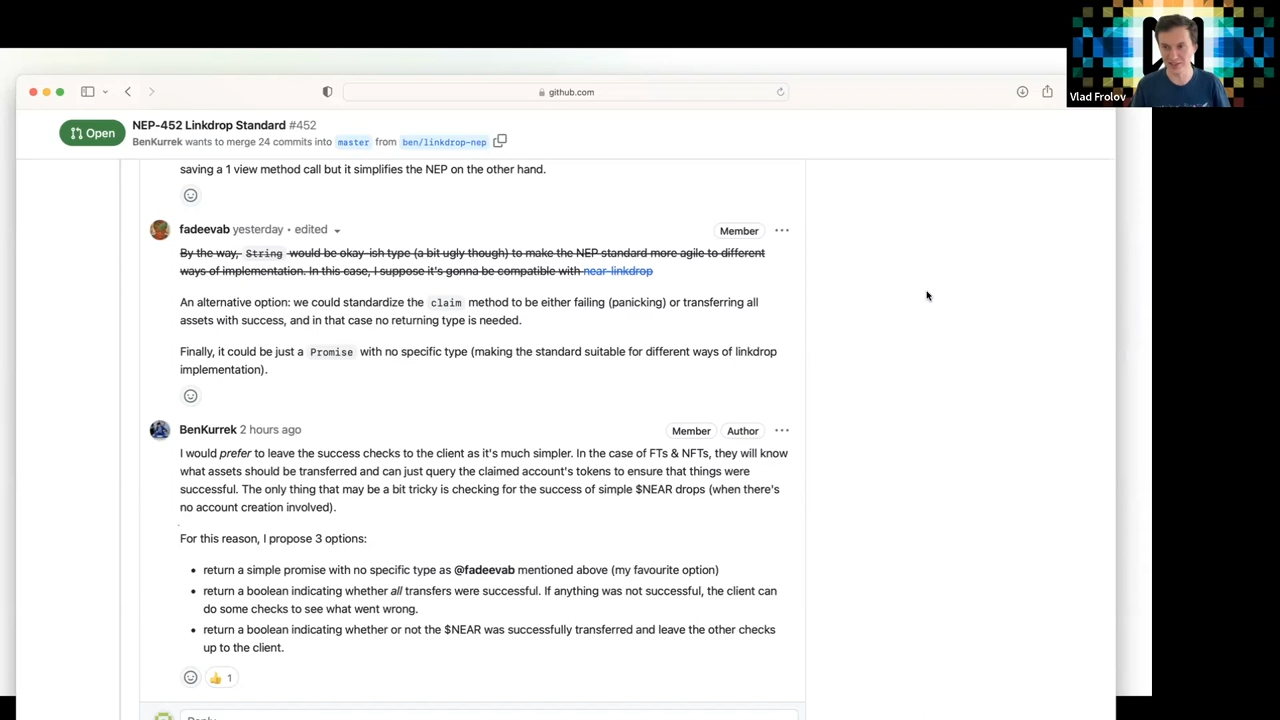 Vlad Frolov
github.com
Open
NEP-452 Linkdrop Standard #452
BenKurrek wants to merge 24 commits into master from ben/linkdrop-nep
saving a 1 view method call but it simplifies the NEP on the other hand.
fadeevab yesterday • edited
Member
By the way, String would be okay-ish type (a bit ugly though) to make the NEP standard more agile to different
ways of implementation. In this case, I suppose it's gonna be compatible with near-linkdrop
An alternative option: we could standardize the claim method to be either failing (panicking) or transferring all
assets with success, and in that case no returning type is needed.
Finally, it could be just a Promise with no specific type (making the standard suitable for different ways of linkdrop
implementation).
BenKurrek 2 hours ago
Member Author
I would prefer to leave the success checks to the client as it's much simpler. In the case of FTs & NFTs, they will know
what assets should be transferred and can just query the claimed account's tokens to ensure that things were
successful. The only thing that may be a bit tricky is checking for the success of simple $NEAR drops (when there's
no account creation involved).
For this reason, I propose 3 options:
• return a simple promise with no specific type as @fadeevab mentioned above (my favourite option)
• return a boolean indicating whether all transfers were successful. If anything was not successful, the client can
do some checks to see what went wrong.
• return a boolean indicating whether or not the $NEAR was successfully transferred and leave the other checks
up to the client.
👍 1